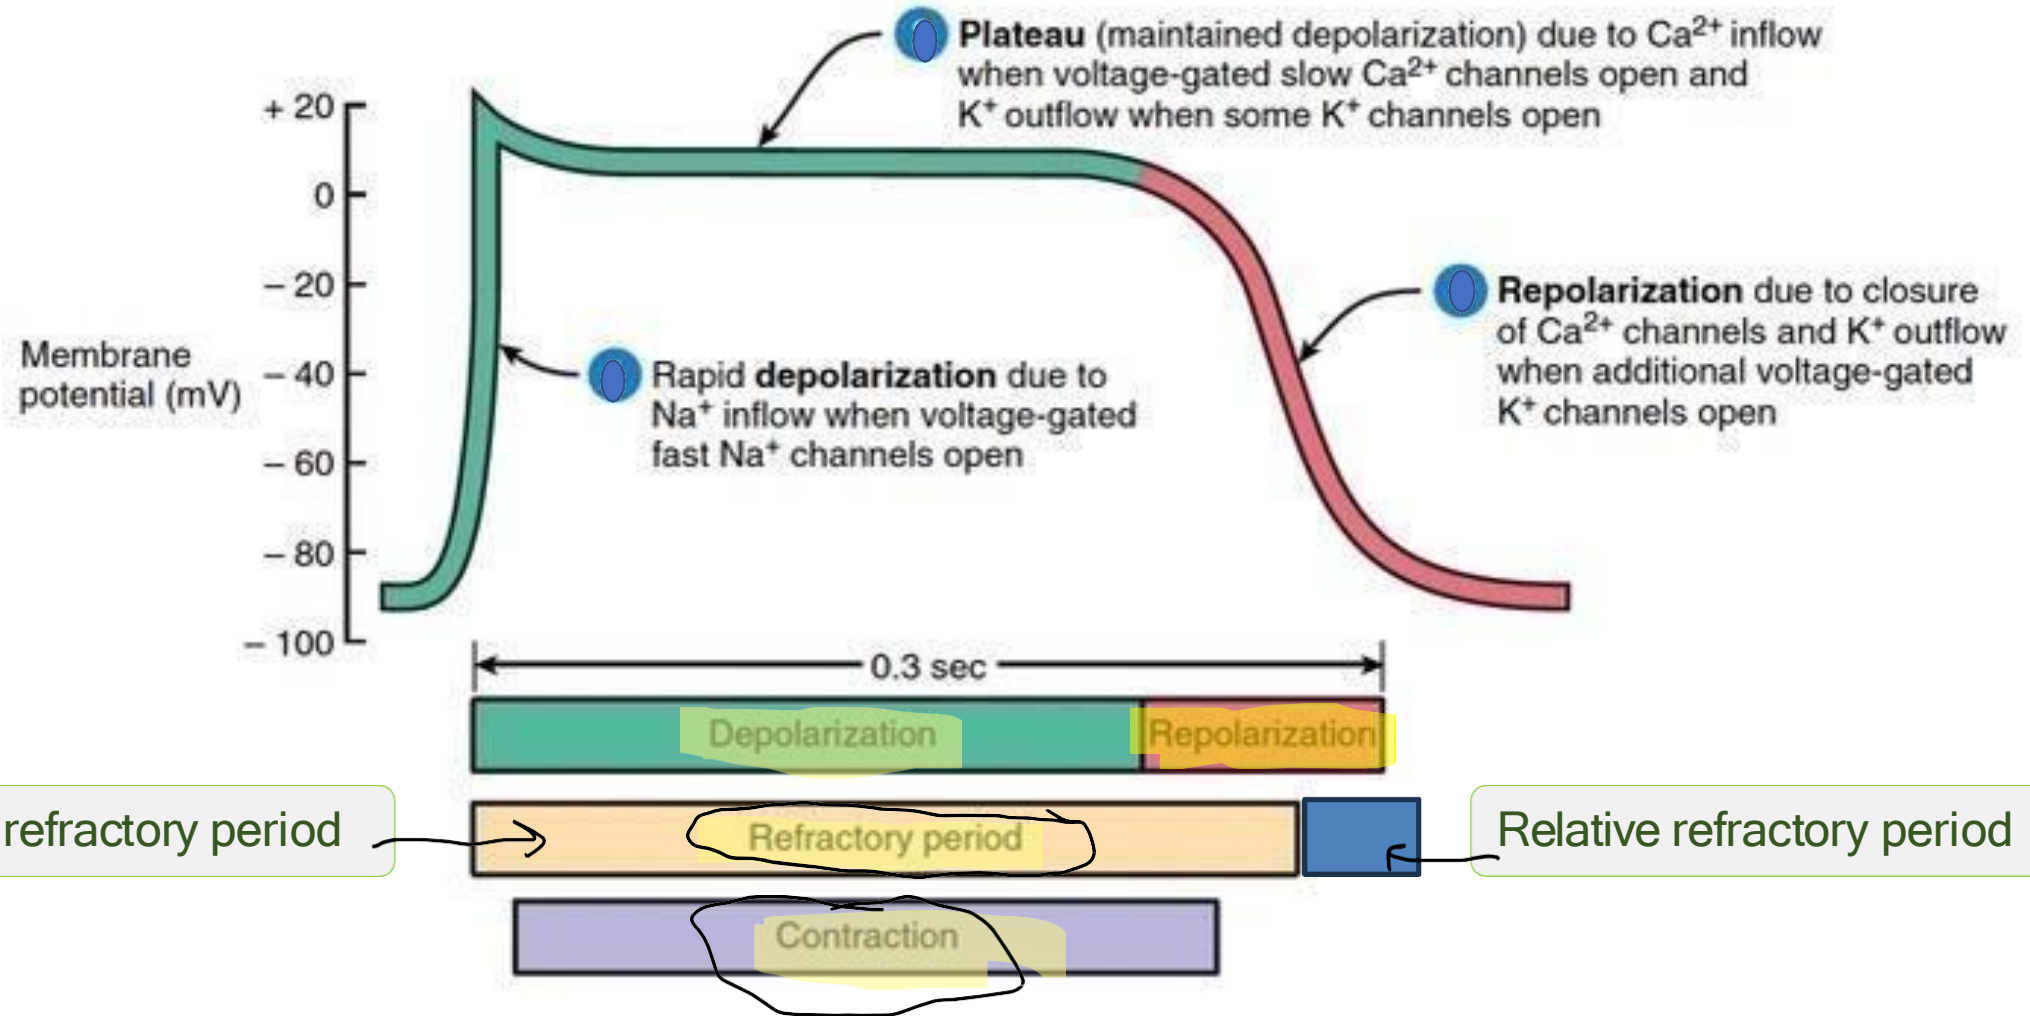 Plateau (maintained depolarization) due to Ca²⁺ inflow
when voltage-gated slow Ca²⁺ channels open and
K⁺ outflow when some K⁺ channels open
+ 20
0
– 20
– 40
– 60
– 80
– 100
Membrane
potential (mV)
Rapid depolarization due to
Na⁺ inflow when voltage-gated
fast Na⁺ channels open
Repolarization due to closure
of Ca²⁺ channels and K⁺ outflow
when additional voltage-gated
K⁺ channels open
0.3 sec
Depolarization
Repolarization
refractory period
Refractory period
Relative refractory period
Contraction